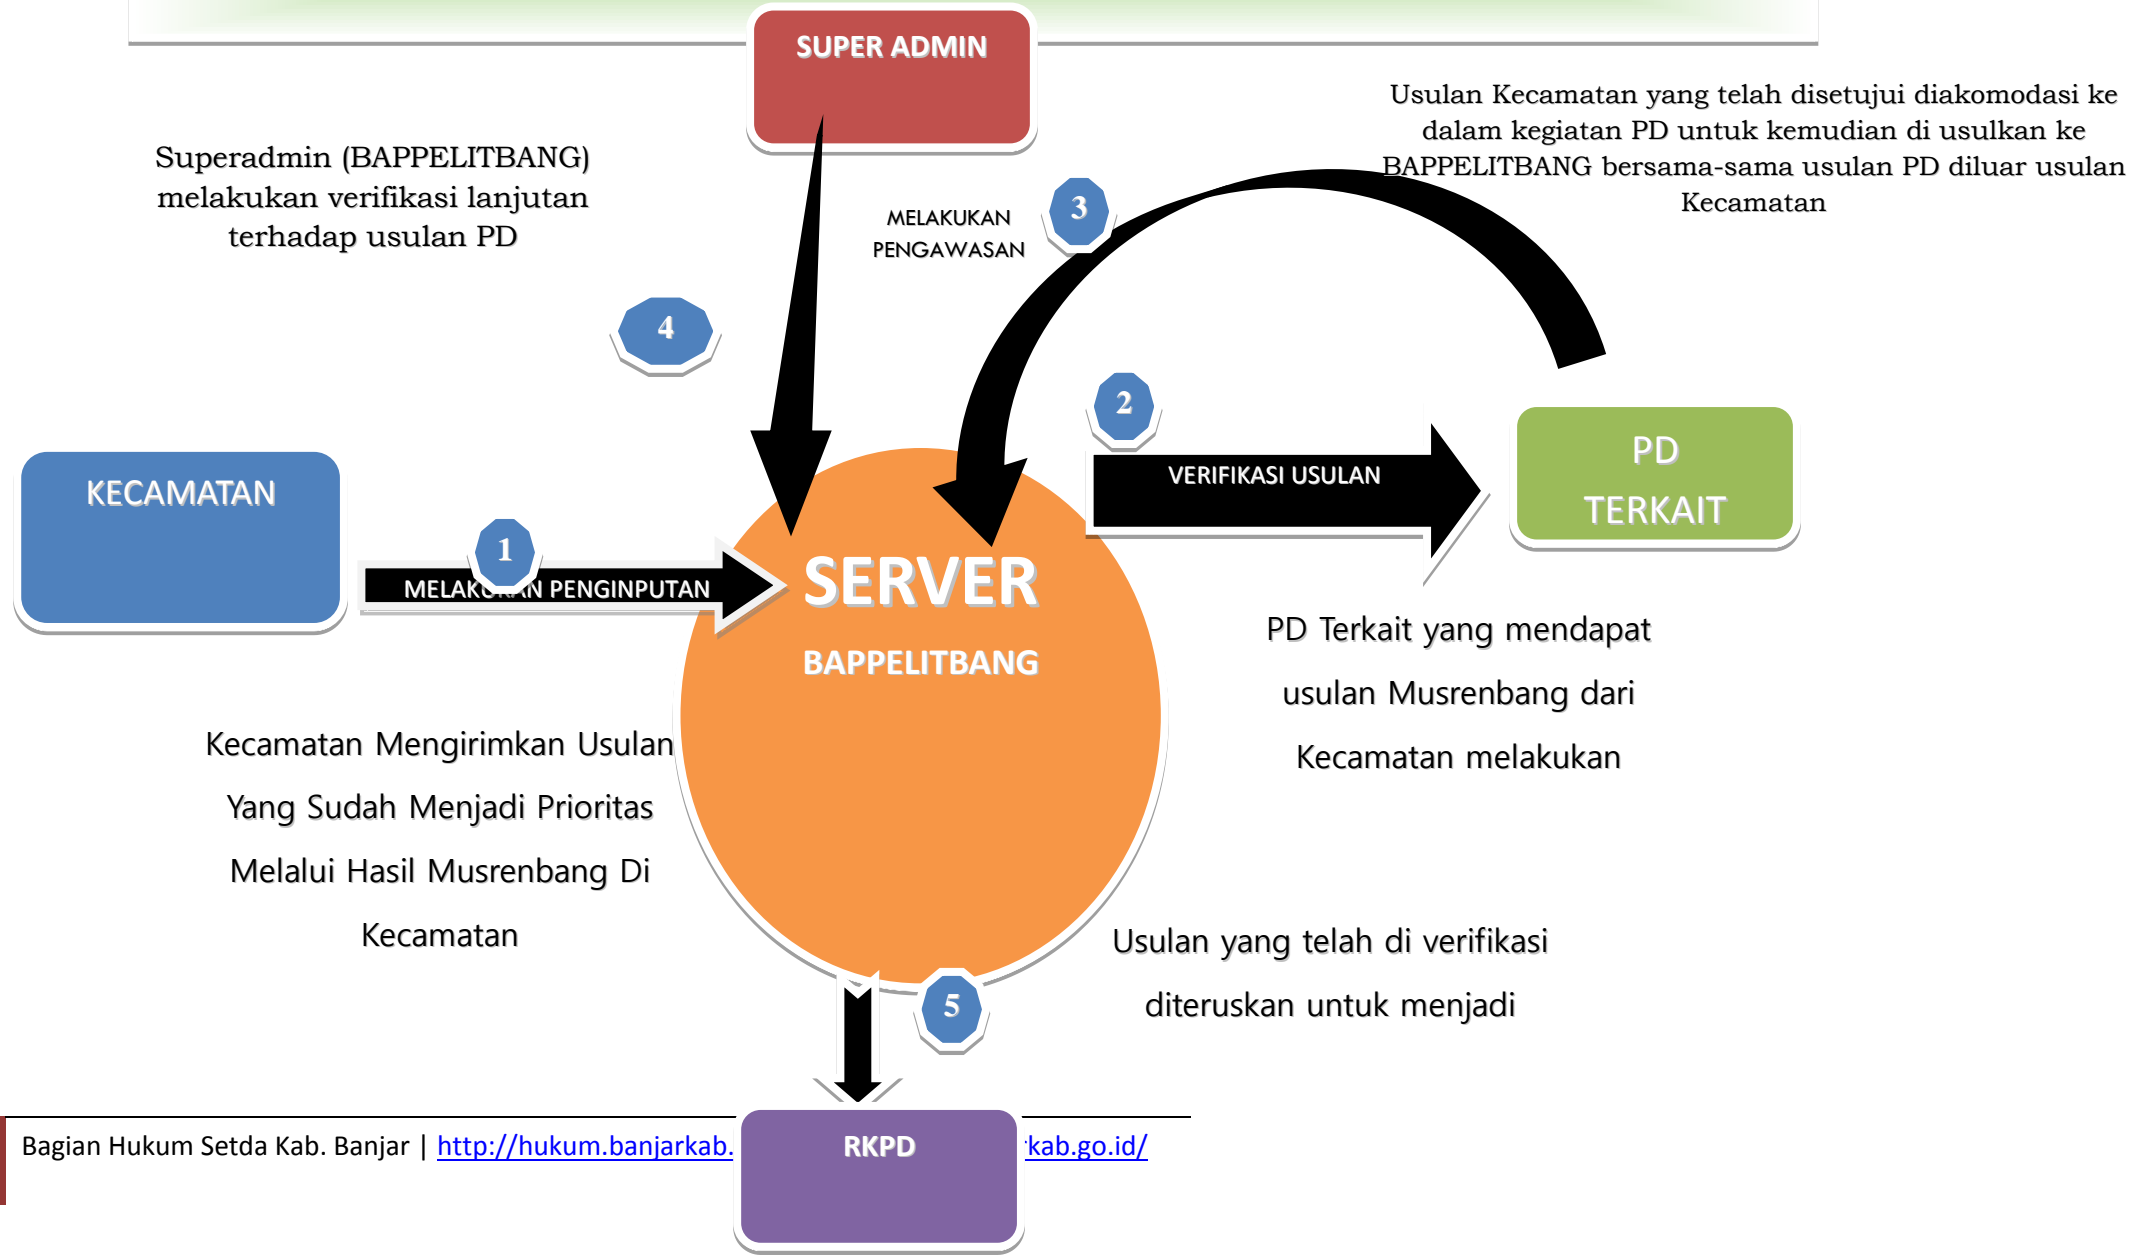 SUPER ADMIN
Usulan Kecamatan yang telah disetujui diakomodasi ke
dalam kegiatan PD untuk kemudian di usulkan ke
BAPPELITBANG bersama-sama usulan PD diluar usulan
Kecamatan
Superadmin (BAPPELITBANG)
melakukan verifikasi lanjutan
terhadap usulan PD
MELAKUKAN
PENGAWASAN
3
4
2
VERIFIKASI USULAN
PD
TERKAIT
KECAMATAN
1
MELAKUKAN PENGINPUTAN
SERVER
BAPPELITBANG
PD Terkait yang mendapat
usulan Musrenbang dari
Kecamatan melakukan
Kecamatan Mengirimkan Usulan
Yang Sudah Menjadi Prioritas
Melalui Hasil Musrenbang Di
Kecamatan
Usulan yang telah di verifikasi
diteruskan untuk menjadi
5
Bagian Hukum Setda Kab. Banjar | http://hukum.banjarkab. rkab.go.id/
RKPD